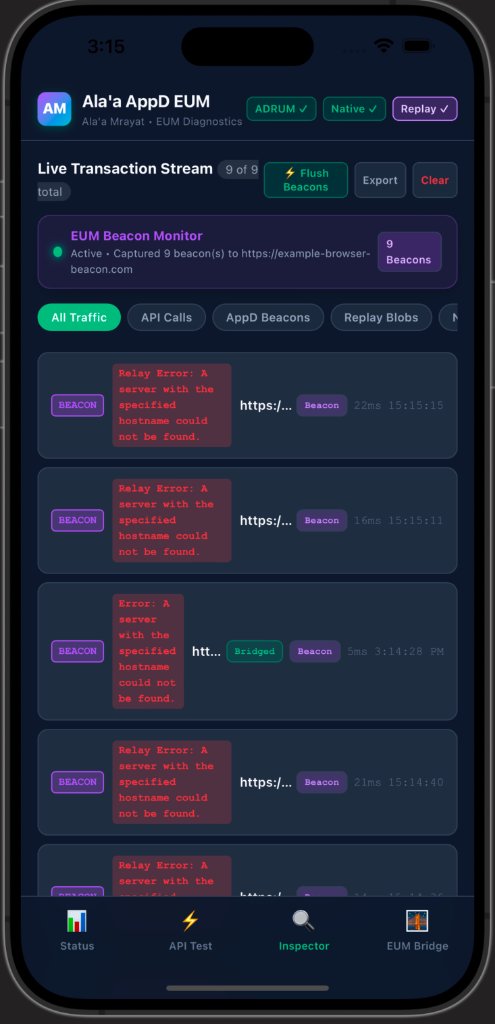 3:15
AM
Ala'a AppD EUM
Ala'a Mrayat • EUM Diagnostics
ADRUM ✓
Native ✓
Replay ✓
Live Transaction Stream
9 of 9
total
⚡ Flush
Beacons
Export
Clear
EUM Beacon Monitor
Active • Captured 9 beacon(s) to https://example-browser-
beacon.com
9
Beacons
All Traffic
API Calls
AppD Beacons
Replay Blobs
BEACON
Relay Error: A
server with the
specified
hostname could
not be found.
https:/...
Beacon
22ms 15:15:15
BEACON
Relay Error: A
server with the
specified
hostname could
not be found.
https:/...
Beacon
16ms 15:15:11
BEACON
Error: A
server
with the
specified
hostname
could not
be found.
htt...
Bridged
Beacon
5ms 3:14:28 PM
BEACON
Relay Error: A
server with the
specified
hostname could
not be found.
https:/...
Beacon
21ms 15:14:40
BEACON
Relay Error: A
server with the
specified
Status
API Test
Inspector
EUM Bridge